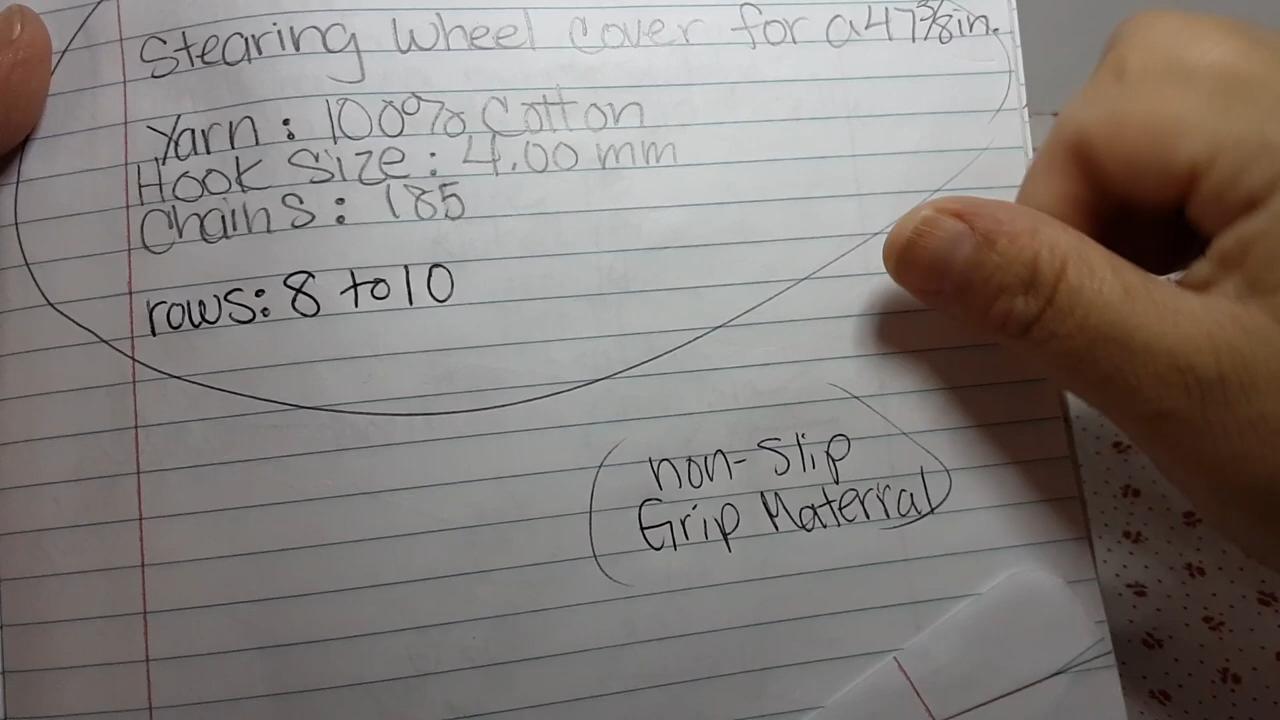 Stearing Wheel Cover for a 47⅜in.
Yarn: 100% Cotton
Hook Size: 4.00 mm
Chains: 185
rows: 8 to 10
non-Slip
Grip Materral